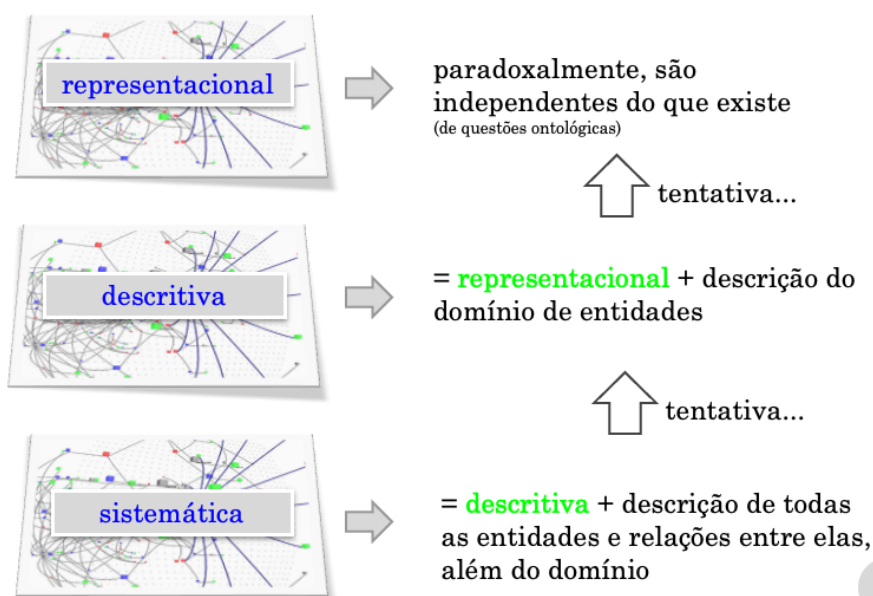 representacional
paradoxalmente, são
independentes do que existe
(de questões ontológicas)
tentativa...
descritiva
= representacional + descrição do
domínio de entidades
tentativa...
sistemática
= descritiva + descrição de todas
as entidades e relações entre elas,
além do domínio